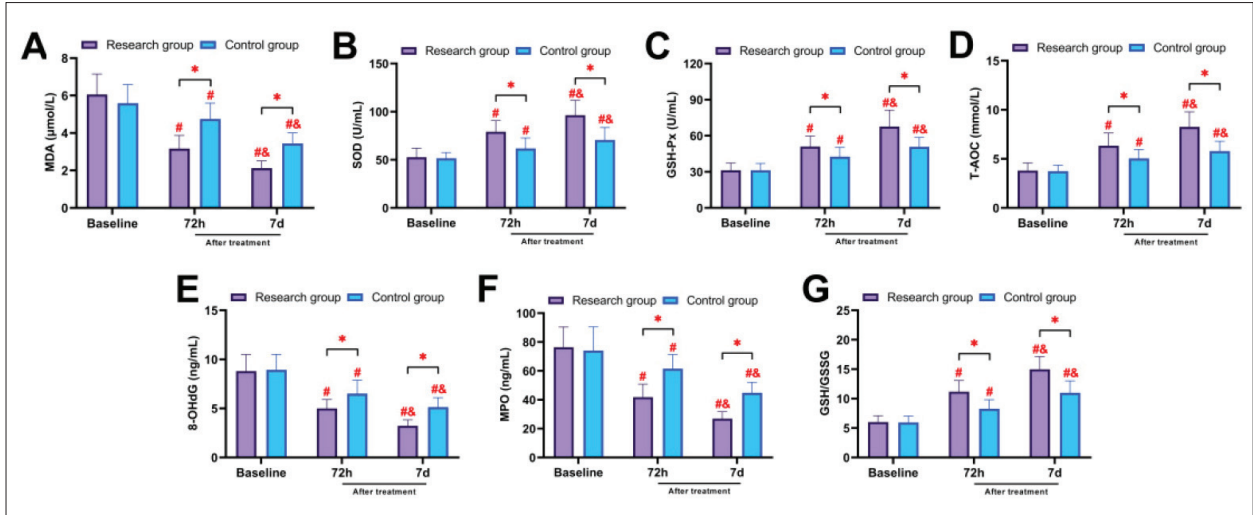 A
Research group Control group
MDA (μmol/L)
6
4
2
0
*
*
# #
#& #&
Baseline 72h 7d
After treatment
B
Research group Control group
SOD (U/mL)
150
100
50
0
*
*
# #
#& #&
Baseline 72h 7d
After treatment
C
Research group Control group
GSH-Px (U/mL)
120
90
60
30
0
*
*
# #
#& #&
Baseline 72h 7d
After treatment
D
Research group Control group
T-AOC (mmol/L)
15
10
5
0
*
*
# #
#& #&
Baseline 72h 7d
After treatment
E
Research group Control group
8-OHdG (ng/mL)
15
10
5
0
*
*
# #
#& #&
Baseline 72h 7d
After treatment
F
Research group Control group
MPO (ng/mL)
100
80
60
40
20
0
*
*
# #
#& #&
Baseline 72h 7d
After treatment
G
Research group Control group
GSH/GSSG
25
20
15
10
5
0
*
*
# #
#& #&
Baseline 72h 7d
After treatment